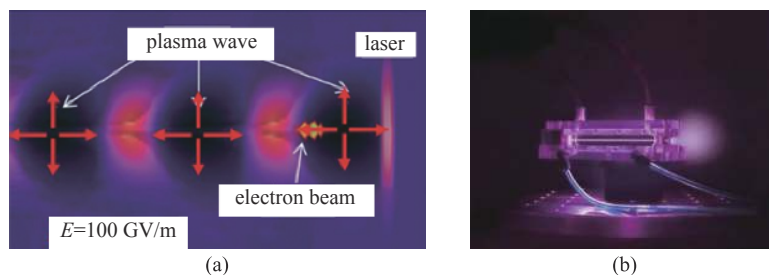 plasma wave
laser
electron beam
E=100 GV/m
(a)
(b)